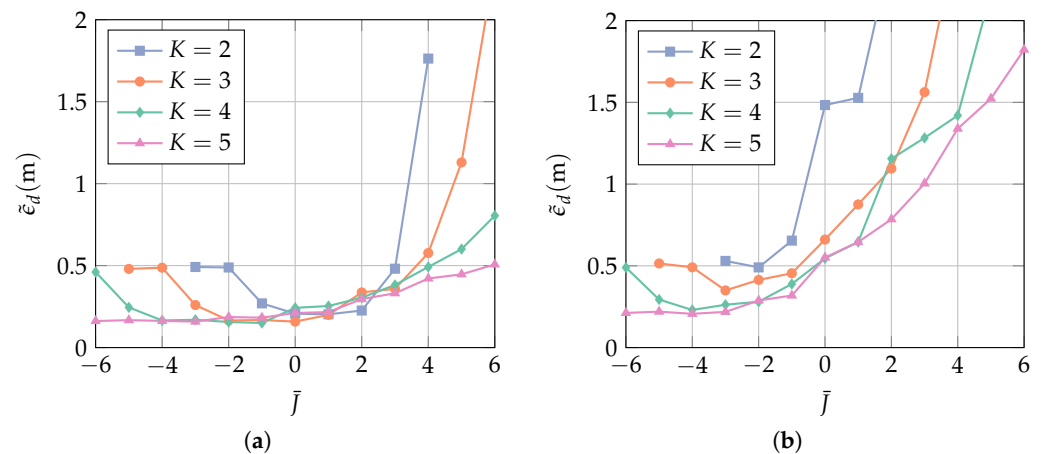 2
1.5
1
0.5
0
−6 −4 −2 0 2 4 6
ϵ̃_d(m)
J̄
K = 2
K = 3
K = 4
K = 5
(a)
2
1.5
1
0.5
0
−6 −4 −2 0 2 4 6
ϵ̃_d(m)
J̄
K = 2
K = 3
K = 4
K = 5
(b)